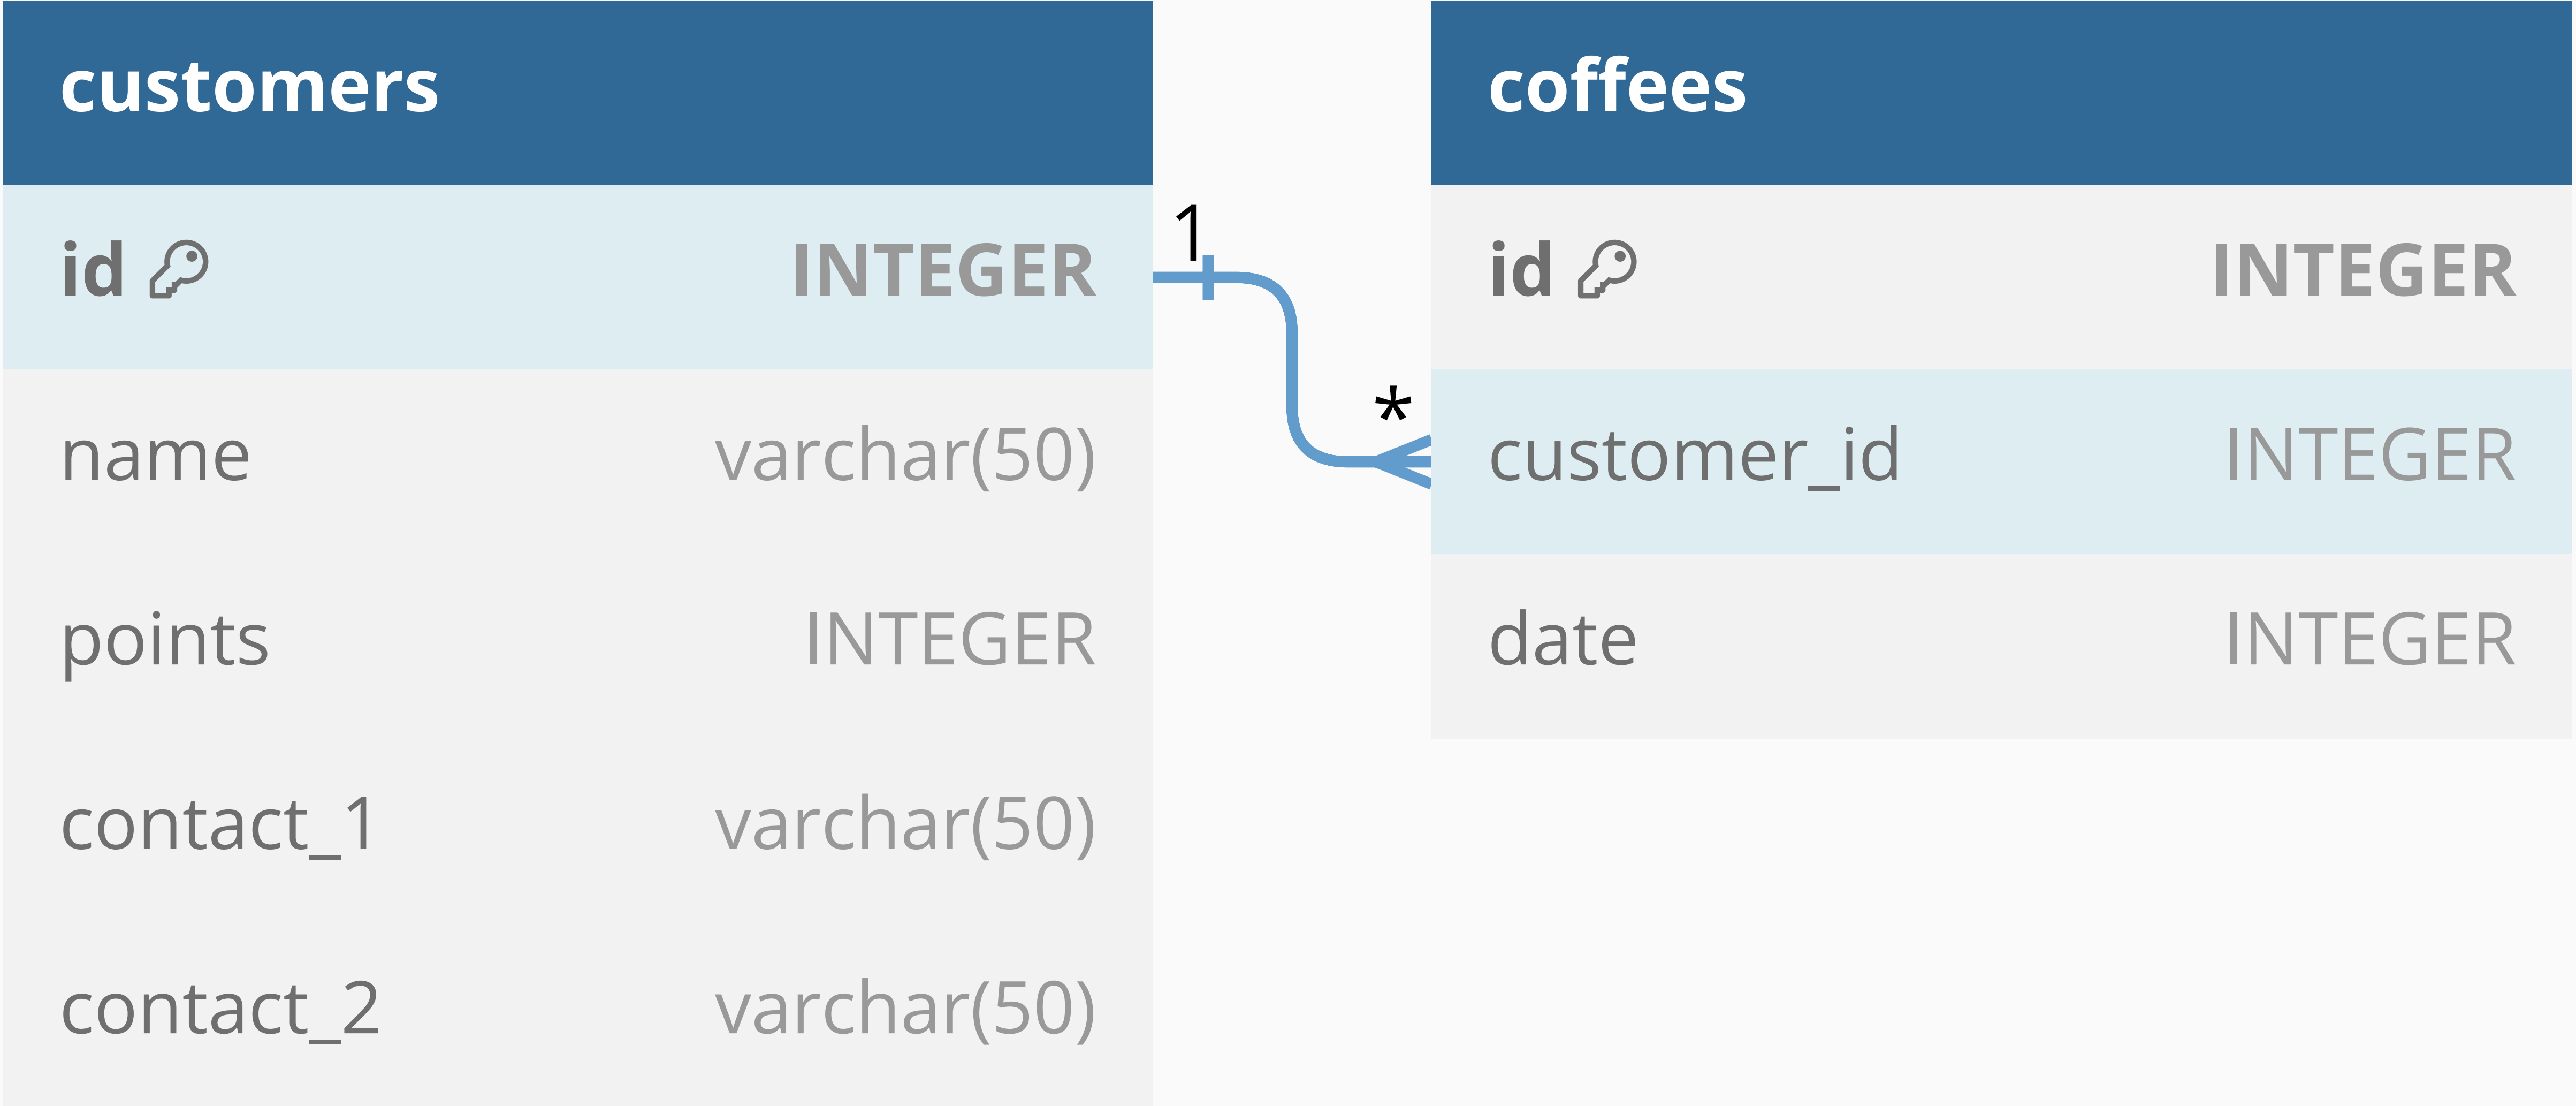 customers
id INTEGER
name varchar(50)
points INTEGER
contact_1 varchar(50)
contact_2 varchar(50)
1
*
coffees
id INTEGER
customer_id INTEGER
date INTEGER